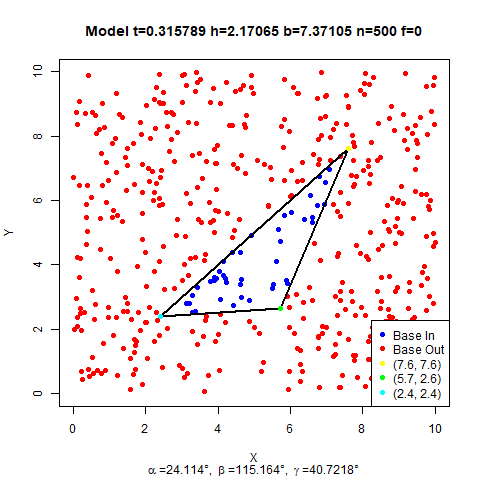 Model t=0.315789 h=2.17065 b=7.37105 n=500 f=0
10
8
6
4
2
0
Y
Base In
Base Out
(7.6, 7.6)
(5.7, 2.6)
(2.4, 2.4)
0 2 4 6 8 10
X
α=24.114°, β=115.164°, γ=40.7218°